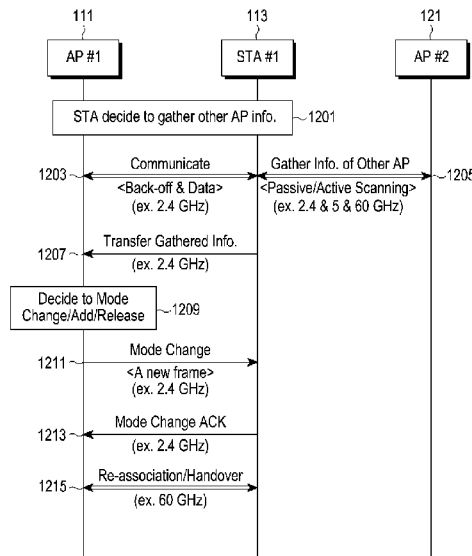 111 113 121
AP #1 STA #1 AP #2
STA decide to gather other AP info. 1201
1203 Communicate Gather Info. of Other AP 1205
<Back-off & Data> <Passive/Active Scanning>
(ex. 2.4 GHz) (ex. 2.4 & 5 & 60 GHz)
1207 Transfer Gathered Info.
(ex. 2.4 GHz)
Decide to Mode
Change/Add/Release 1209
1211 Mode Change
<A new frame>
(ex. 2.4 GHz)
1213 Mode Change ACK
(ex. 2.4 GHz)
1215 Re-association/Handover
(ex. 60 GHz)